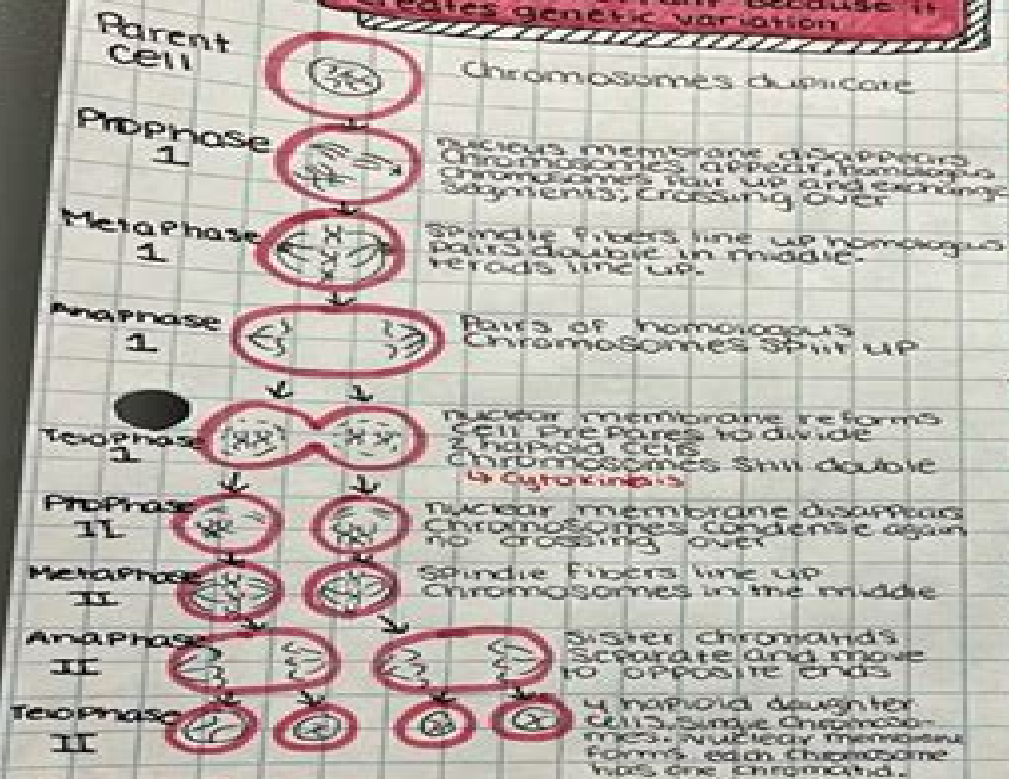 because it
creates genetic variation
Parent
Cell
Chromosomes duplicate
Prophase
1
nucleus membrane disappears
Chromosomes appear, homologus
Chromosomes pair up and exchange
segments, crossing over
Metaphase
1
Spindle fibers line up homologus
pairs double in middle.
Terads line up.
Anaphase
1
Pairs of homologous
Chromosomes split up
Telophase
1
nuclear membrane reforms
Cell prepares to divide
2 haploid cells
Chromosomes still double
↳ cytokinesis
Prophase
II
nuclear membrane disappears
Chromosomes condense again
no crossing over
Metaphase
II
Spindle fibers line up
Chromosomes in the middle
Anaphase
II
Sister chromatids
separate and move
to opposite ends
Telophase
II
4 haploid daughter
cells, single chromoso-
mes. Nuclear membrane
forms. each
has one chromatid.